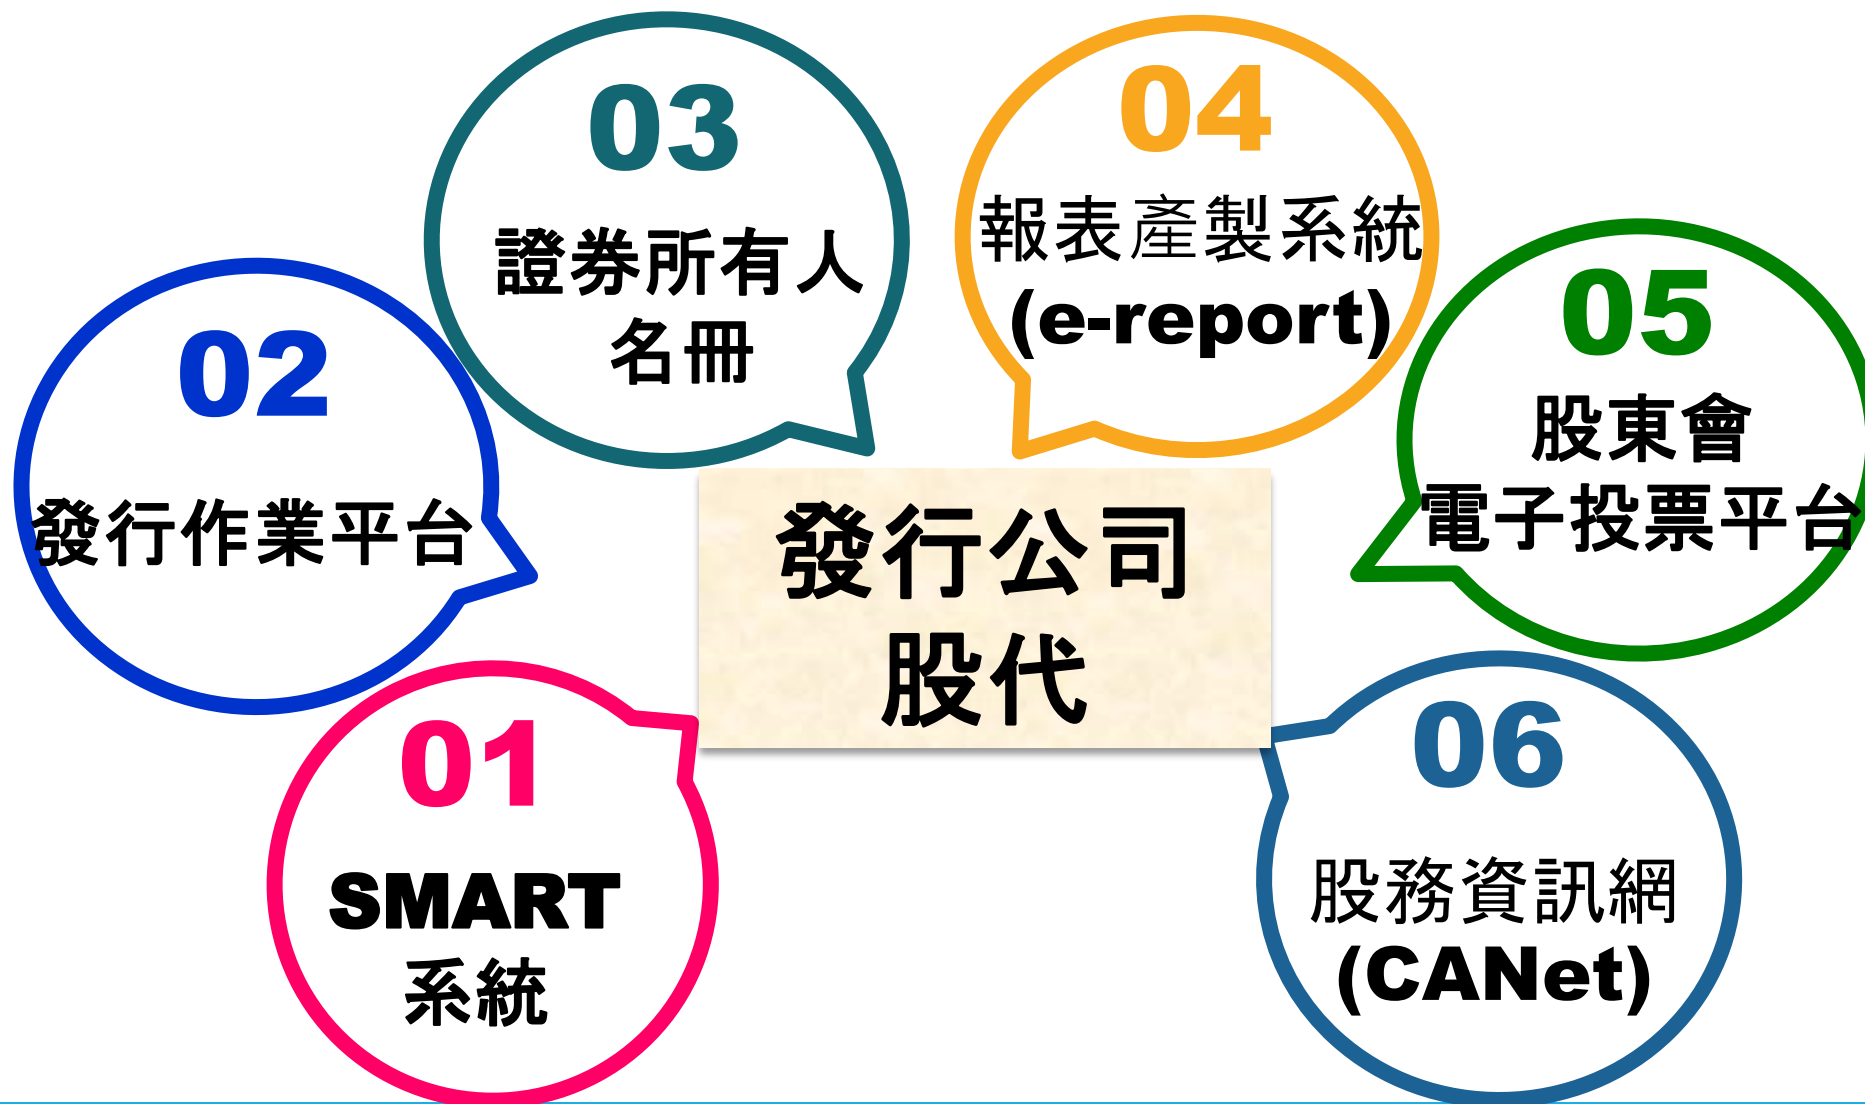 01
SMART
系統
02
發行作業平台
03
證券所有人
名冊
04
報表產製系統
(e-report)
05
股東會
電子投票平台
06
股務資訊網
(CANet)
發行公司
股代